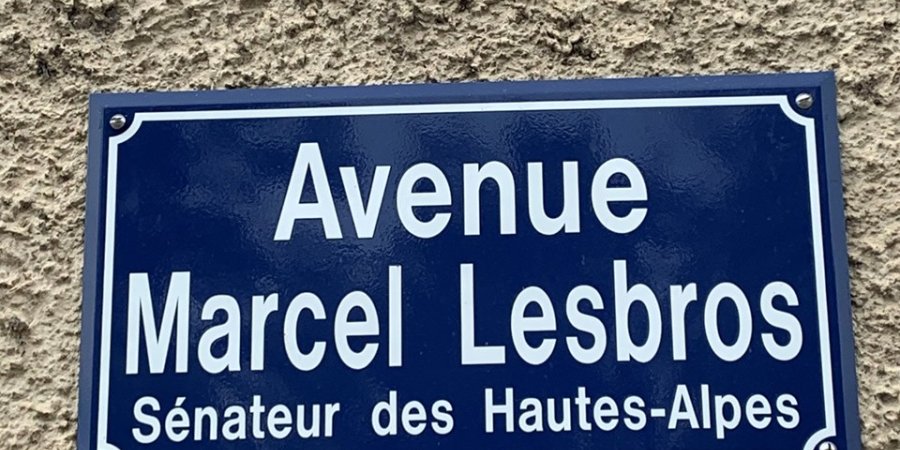 Avenue
Marcel Lesbros
Sénateur des Hautes-Alpes